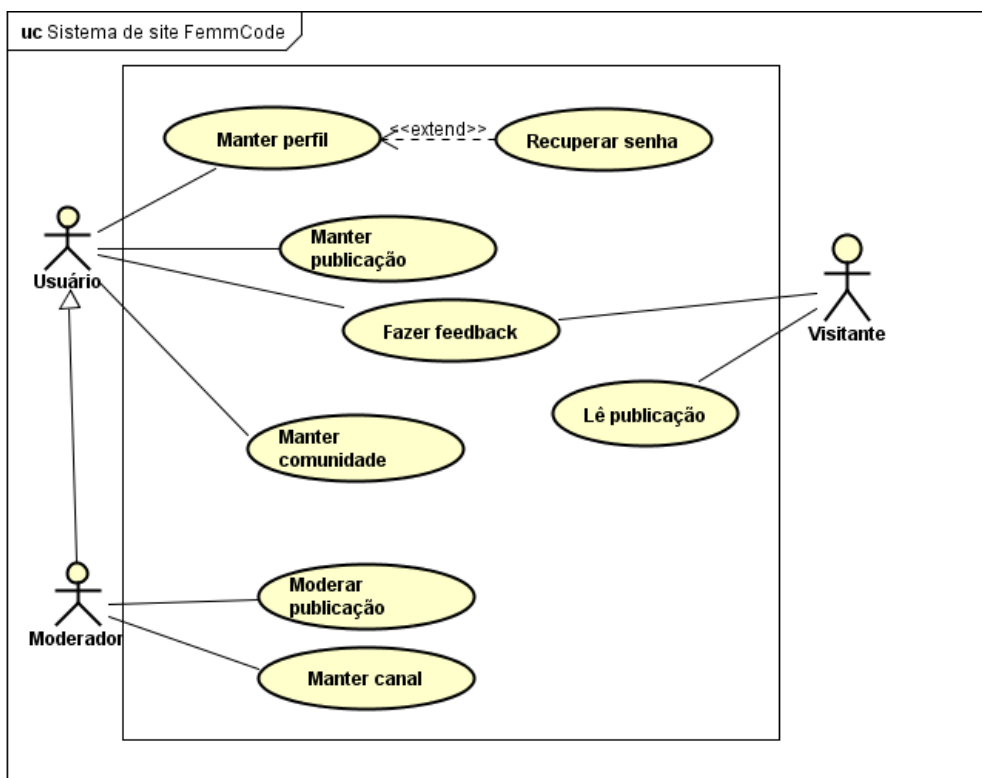 uc Sistema de site FemmCode
Manter perfil
<<extend>>
Recuperar senha
Manter
publicação
Usuário
Fazer feedback
Visitante
Lê publicação
Manter
comunidade
Moderar
publicação
Moderador
Manter canal